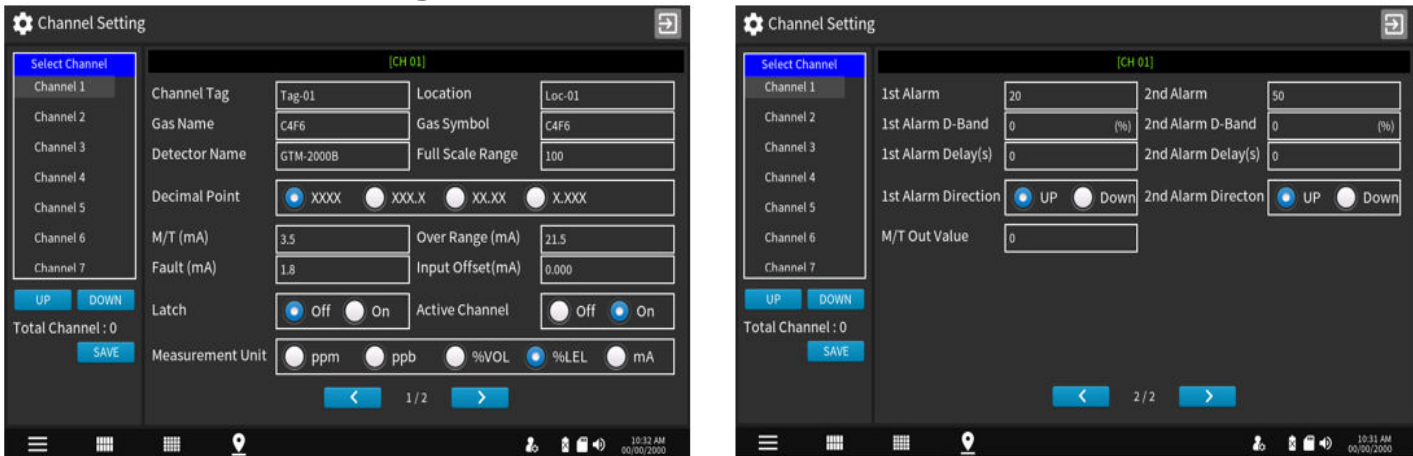 Channel Setting
Select Channel
Channel 1
Channel 2
Channel 3
Channel 4
Channel 5
Channel 6
Channel 7
UP DOWN
Total Channel : 0
SAVE
[CH 01]
Channel Tag Tag-01 Location Loc-01
Gas Name C4F6 Gas Symbol C4F6
Detector Name GTM-2000B Full Scale Range 100
Decimal Point XXXX XXX.X XX.XX X.XXX
M/T (mA) 3.5 Over Range (mA) 21.5
Fault (mA) 1.8 Input Offset(mA) 0.000
Latch Off On Active Channel Off On
Measurement Unit ppm ppb %VOL %LEL mA
< 1 / 2 >
10:32 AM
00/00/2000
Channel Setting
Select Channel
Channel 1
Channel 2
Channel 3
Channel 4
Channel 5
Channel 6
Channel 7
UP DOWN
Total Channel : 0
SAVE
[CH 01]
1st Alarm 20 2nd Alarm 50
1st Alarm D-Band 0 (%) 2nd Alarm D-Band 0 (%)
1st Alarm Delay(s) 0 2nd Alarm Delay(s) 0
1st Alarm Direction UP Down 2nd Alarm Directon UP Down
M/T Out Value 0
< 2 / 2 >
10:31 AM
00/00/2000